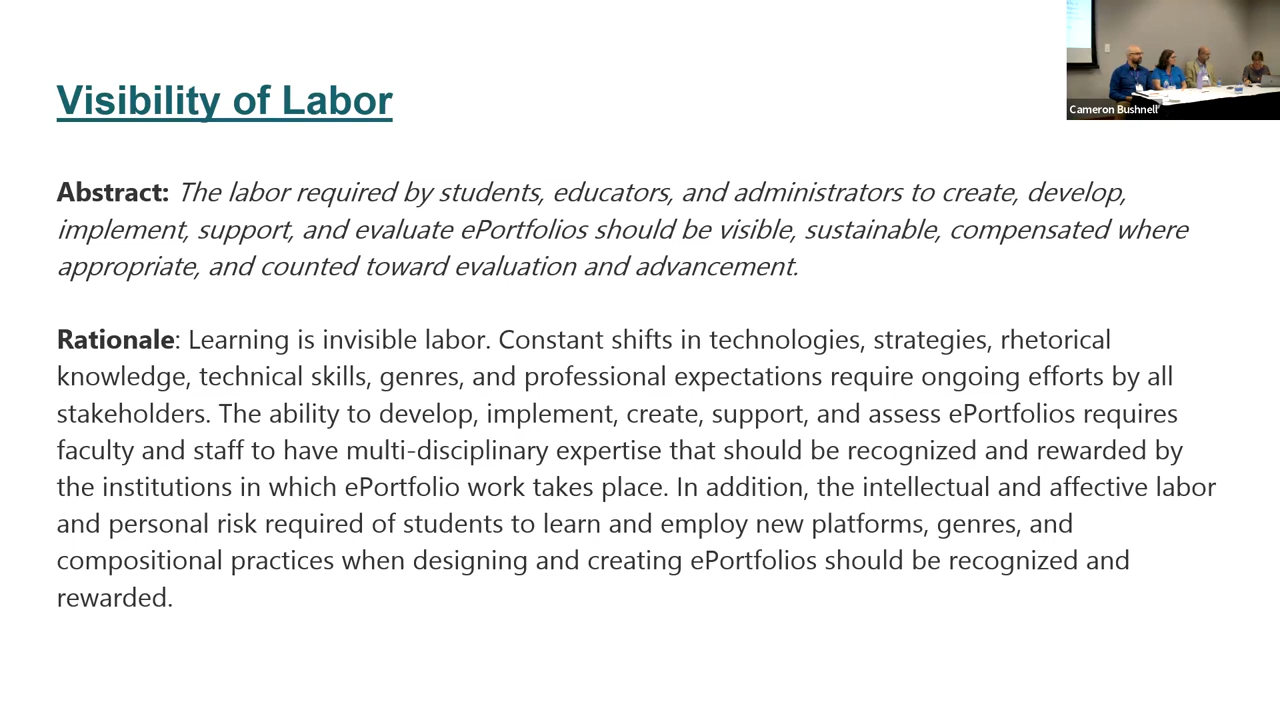 Visibility of Labor
Cameron Bushnell
Abstract: The labor required by students, educators, and administrators to create, develop,
implement, support, and evaluate ePortfolios should be visible, sustainable, compensated where
appropriate, and counted toward evaluation and advancement.
Rationale: Learning is invisible labor. Constant shifts in technologies, strategies, rhetorical
knowledge, technical skills, genres, and professional expectations require ongoing efforts by all
stakeholders. The ability to develop, implement, create, support, and assess ePortfolios requires
faculty and staff to have multi-disciplinary expertise that should be recognized and rewarded by
the institutions in which ePortfolio work takes place. In addition, the intellectual and affective labor
and personal risk required of students to learn and employ new platforms, genres, and
compositional practices when designing and creating ePortfolios should be recognized and
rewarded.